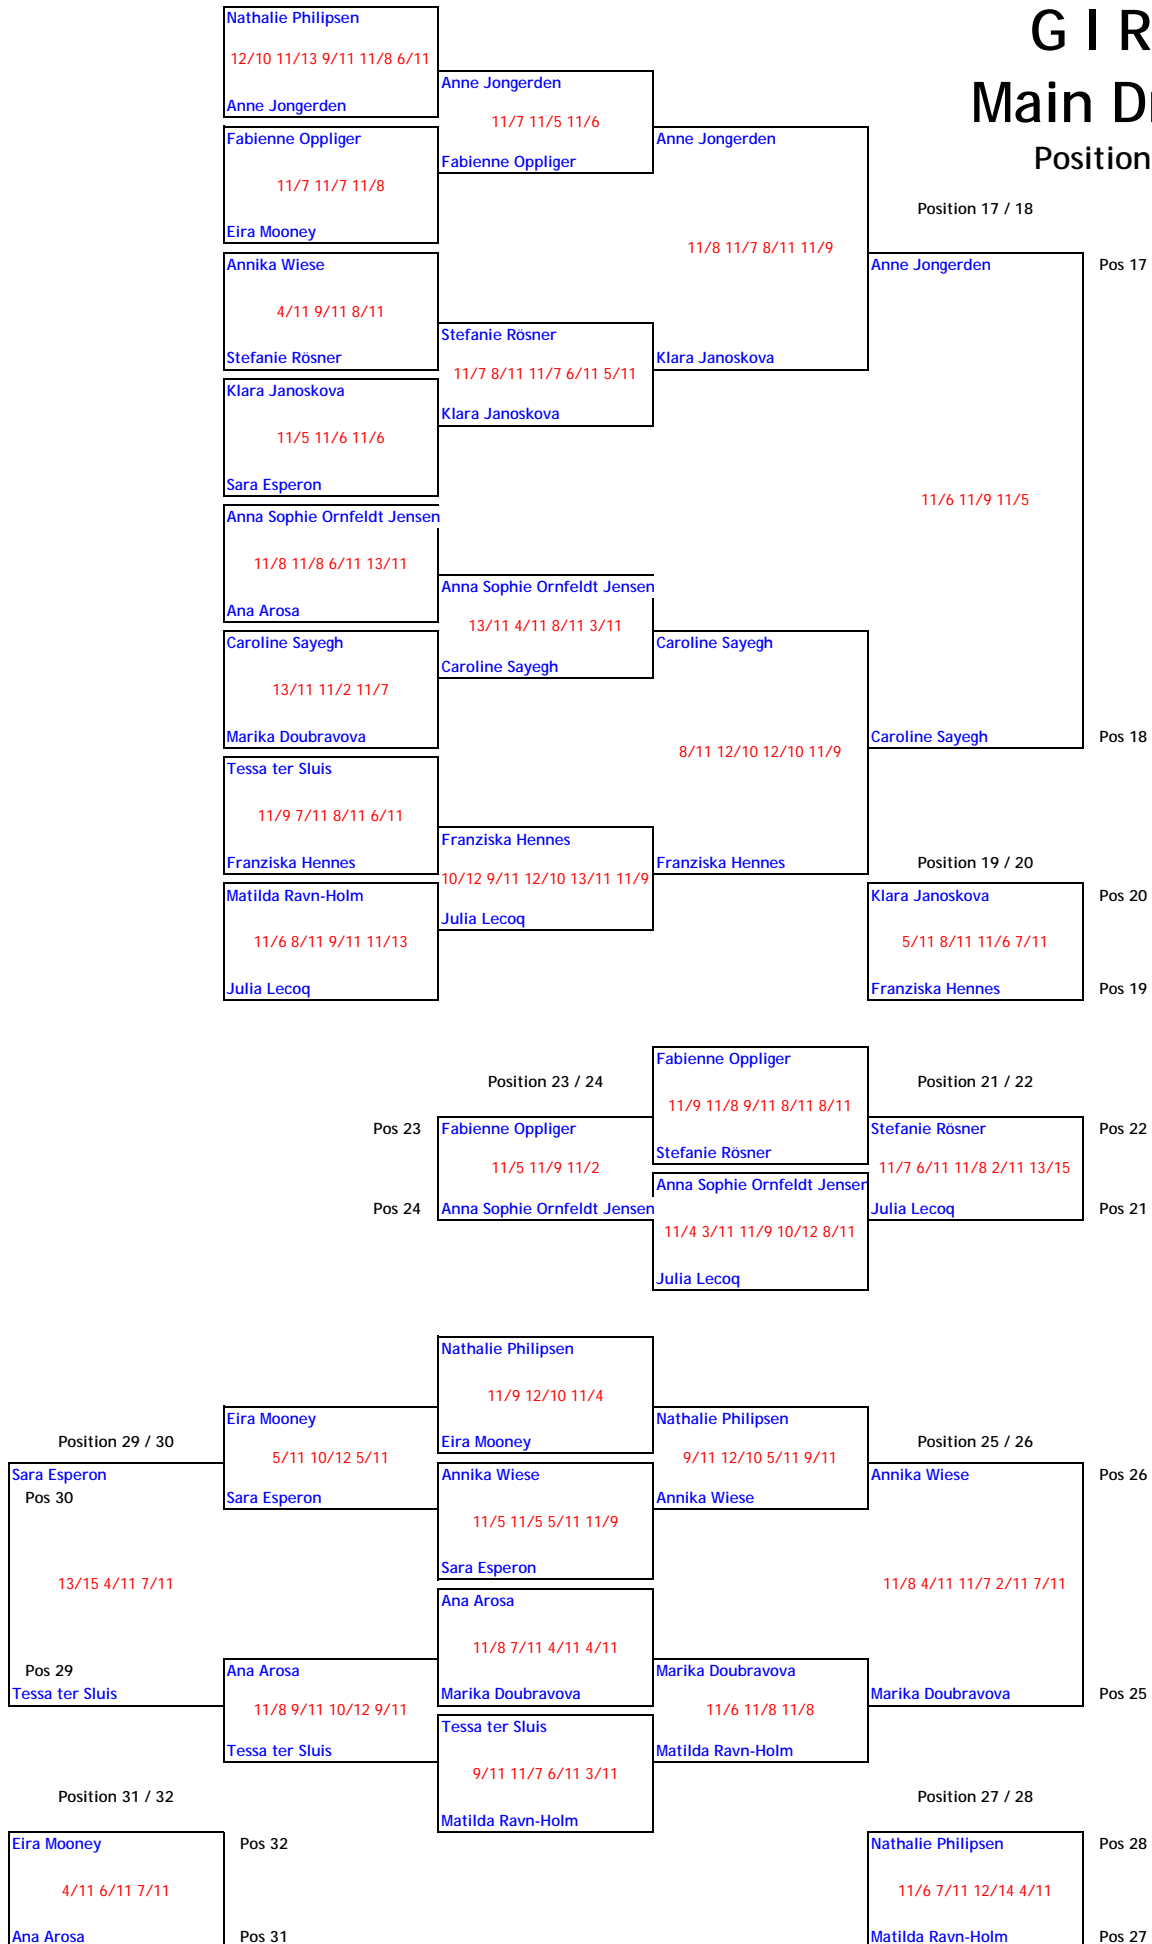 G I R
Main D
Position
Nathalie Philipsen
12/10 11/13 9/11 11/8 6/11
Anne Jongerden
Anne Jongerden
11/7 11/5 11/6
Fabienne Oppliger
Fabienne Oppliger
11/7 11/7 11/8
Eira Mooney
Anne Jongerden
11/8 11/7 8/11 11/9
Klara Janoskova
Position 17 / 18
Anne Jongerden Pos 17
Annika Wiese
4/11 9/11 8/11
Stefanie Rösner
Stefanie Rösner
11/7 8/11 11/7 6/11 5/11
Klara Janoskova
Klara Janoskova
11/5 11/6 11/6
Sara Esperon
11/6 11/9 11/5
Anna Sophie Ornfeldt Jensen
11/8 11/8 6/11 13/11
Ana Arosa
Anna Sophie Ornfeldt Jensen
13/11 4/11 8/11 3/11
Caroline Sayegh
Caroline Sayegh
13/11 11/2 11/7
Marika Doubravova
Caroline Sayegh
8/11 12/10 12/10 11/9
Franziska Hennes
Caroline Sayegh Pos 18
Tessa ter Sluis
11/9 7/11 8/11 6/11
Franziska Hennes
Franziska Hennes
10/12 9/11 12/10 13/11 11/9
Julia Lecoq
Matilda Ravn-Holm
11/6 8/11 9/11 11/13
Julia Lecoq
Position 19 / 20
Klara Janoskova Pos 20
5/11 8/11 11/6 7/11
Franziska Hennes Pos 19
Position 23 / 24
Pos 23 Fabienne Oppliger
11/5 11/9 11/2
Pos 24 Anna Sophie Ornfeldt Jensen
Fabienne Oppliger
11/9 11/8 9/11 8/11 8/11
Stefanie Rösner
Anna Sophie Ornfeldt Jensen
11/4 3/11 11/9 10/12 8/11
Julia Lecoq
Position 21 / 22
Stefanie Rösner Pos 22
11/7 6/11 11/8 2/11 13/15
Julia Lecoq Pos 21
Position 29 / 30
Sara Esperon
Pos 30
13/15 4/11 7/11
Pos 29
Tessa ter Sluis
Eira Mooney
5/11 10/12 5/11
Sara Esperon
Ana Arosa
11/8 9/11 10/12 9/11
Tessa ter Sluis
Nathalie Philipsen
11/9 12/10 11/4
Eira Mooney
Annika Wiese
11/5 11/5 5/11 11/9
Sara Esperon
Ana Arosa
11/8 7/11 4/11 4/11
Marika Doubravova
Tessa ter Sluis
9/11 11/7 6/11 3/11
Matilda Ravn-Holm
Nathalie Philipsen
9/11 12/10 5/11 9/11
Annika Wiese
Marika Doubravova
11/6 11/8 11/8
Matilda Ravn-Holm
Position 25 / 26
Annika Wiese Pos 26
11/8 4/11 11/7 2/11 7/11
Marika Doubravova Pos 25
Position 31 / 32
Eira Mooney Pos 32
4/11 6/11 7/11
Ana Arosa Pos 31
Position 27 / 28
Nathalie Philipsen Pos 28
11/6 7/11 12/14 4/11
Matilda Ravn-Holm Pos 27